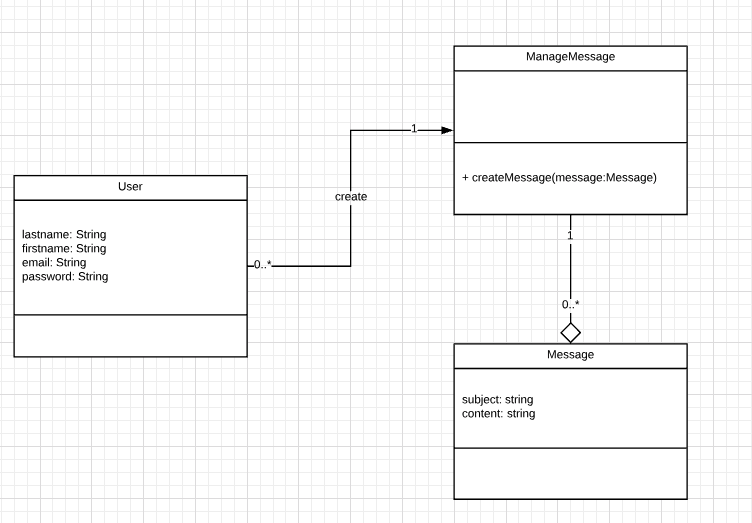 ManageMessage
+ createMessage(message:Message)
1
create
User
lastname: String
firstname: String
email: String
password: String
0..*
1
0..*
Message
subject: string
content: string